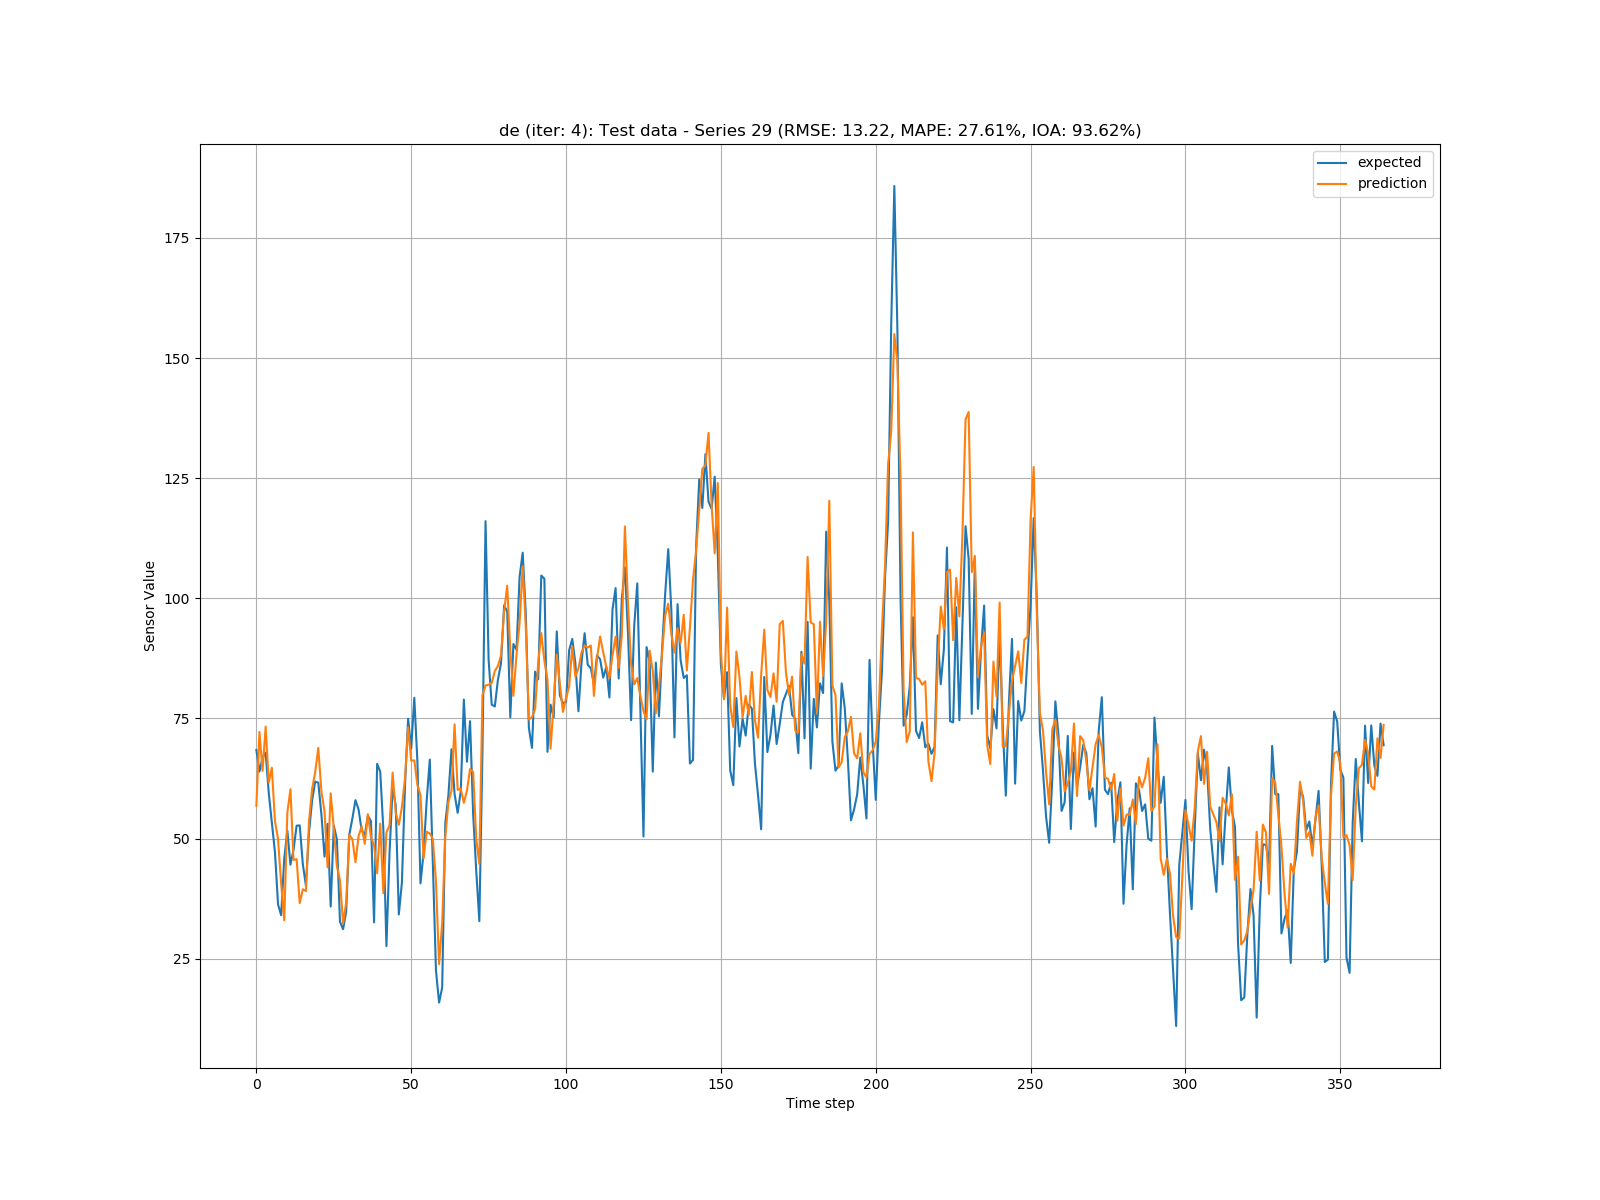 de (iter: 4): Test data - Series 29 (RMSE: 13.22, MAPE: 27.61%, IOA: 93.62%)
expected
prediction
175
150
125
100
75
50
25
Sensor Value
0 50 100 150 200 250 300 350
Time step